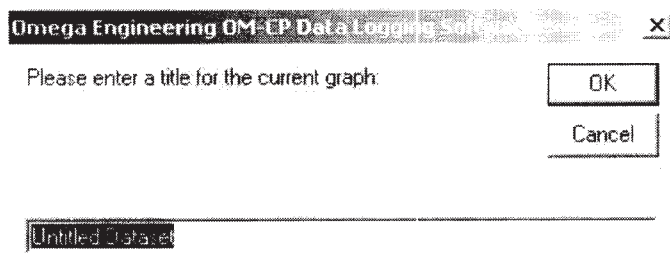 Omega Engineering OM-CP Data Logging
Please enter a title for the current graph:
OK
Cancel
Untitled Dataset